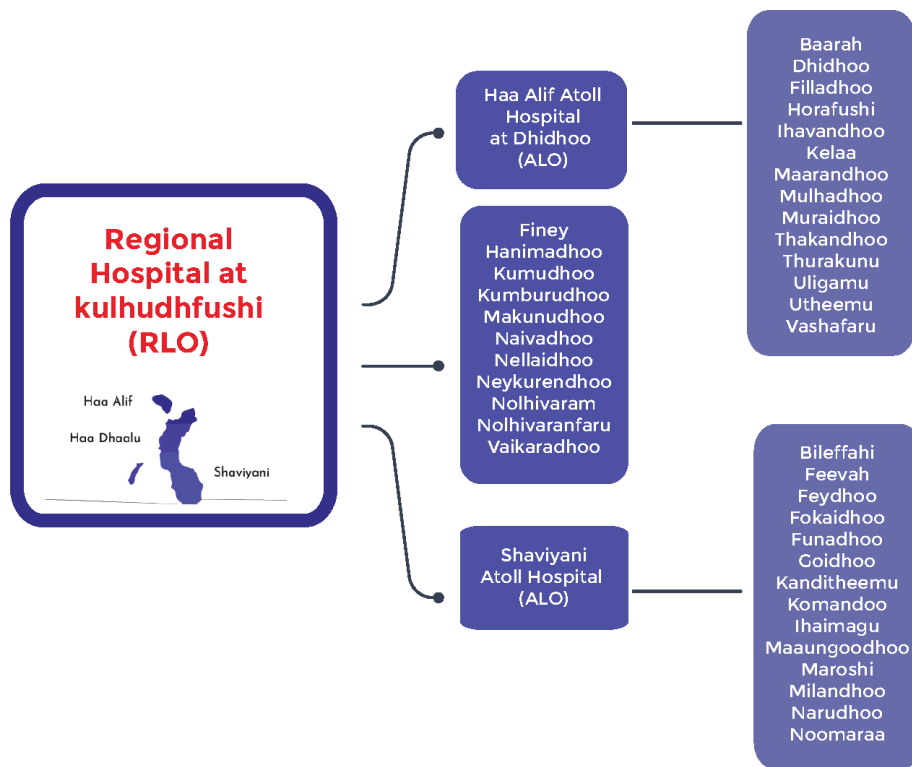 Regional
Hospital at
kulhudhfushi
(RLO)
Haa Alif
Haa Dhaalu
Shaviyani
Haa Alif Atoll
Hospital
at Dhidhoo
(ALO)
Finey
Hanimadhoo
Kumudhoo
Kumburudhoo
Makunudhoo
Naivadhoo
Nellaidhoo
Neykurendhoo
Nolhivaram
Nolhivaranfaru
Vaikaradhoo
Shaviyani
Atoll Hospital
(ALO)
Baarah
Dhidhoo
Filladhoo
Horafushi
Ihavandhoo
Kelaa
Maarandhoo
Mulhadhoo
Muraidhoo
Thakandhoo
Thurakunu
Uligamu
Utheemu
Vashafaru
Bileffahi
Feevah
Feydhoo
Fokaidhoo
Funadhoo
Goidhoo
Kanditheemu
Komandoo
Ihaimagu
Maaungoodhoo
Maroshi
Milandhoo
Narudhoo
Noomaraa